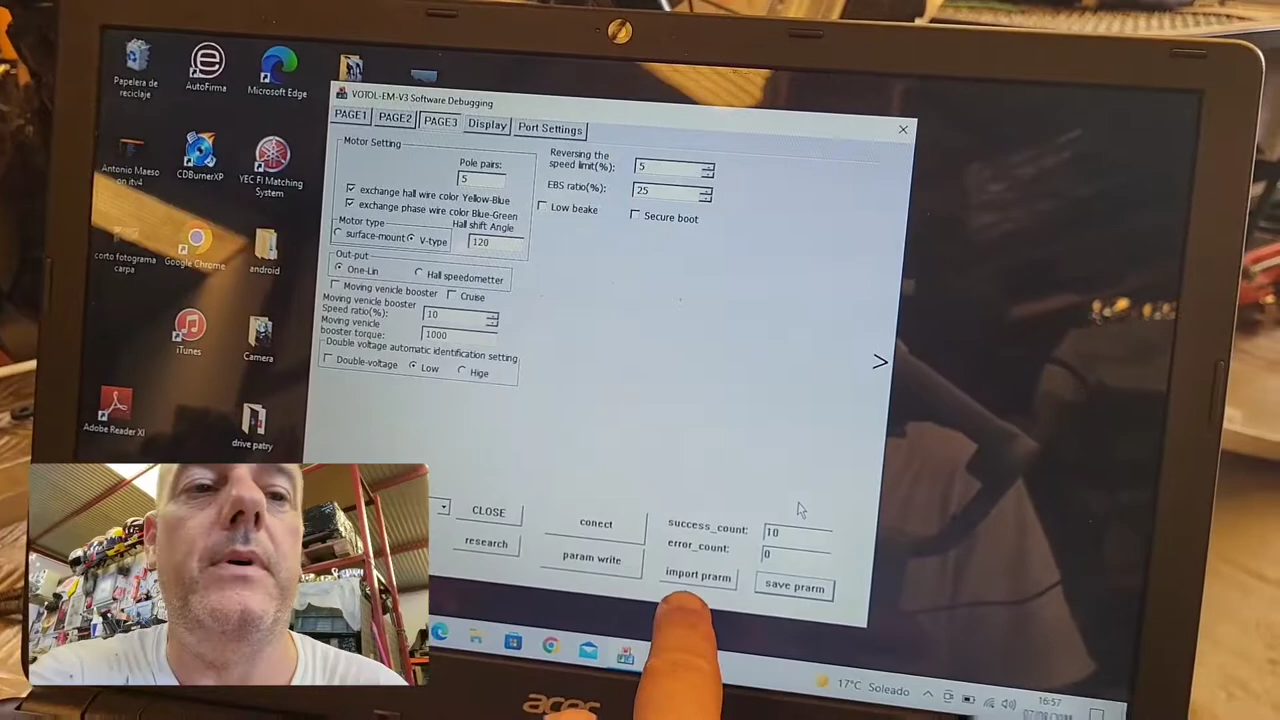 Papelera de
reciclaje
AutoFirma
Microsoft Edge
Antonio Maeso
on itv4
CDBurnerXP
YEC FI Matching
System
corto fotograma
carpa
Google Chrome
android
iTunes
Camera
Adobe Reader XI
drive patry
VOTOL-EM-V3 Software Debugging
PAGE1 PAGE2 PAGE3 Display Port Settings
Motor Setting
Pole pairs:
5
exchange hall wire color Yellow-Blue
exchange phase wire color Blue-Green
Motor type
surface-mount V-type
Hall shift Angle
120
Out-put
One-Lin Hall speedometer
Moving vehicle booster Cruise
Moving vehicle booster
Speed ratio(%): 10
Moving vehicle
booster torque: 1000
Double voltage automatic identification setting
Double-voltage Low Hige
Reversing the
speed limit(%): 5
EBS ratio(%): 25
Low beake Secure boot
>
CLOSE
research
conect
param write
success_count: 10
error_count: 0
import prarm
save prarm
17°C Soleado
16:57
acer